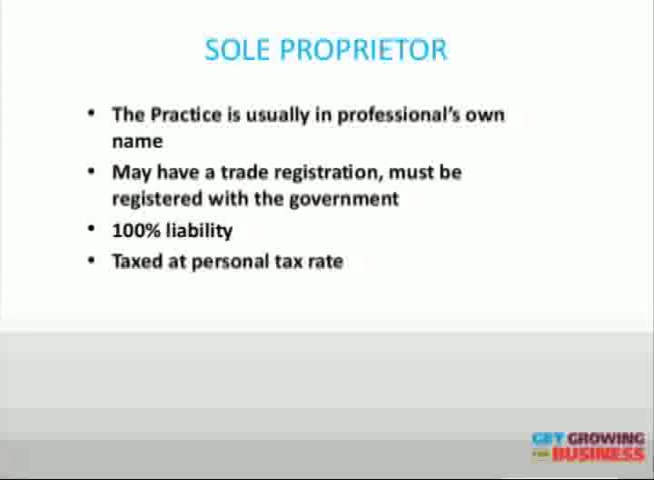 SOLE PROPRIETOR
• The Practice is usually in professional's own
name
• May have a trade registration, must be
registered with the government
• 100% liability
• Taxed at personal tax rate
GET GROWING
FOR BUSINESS